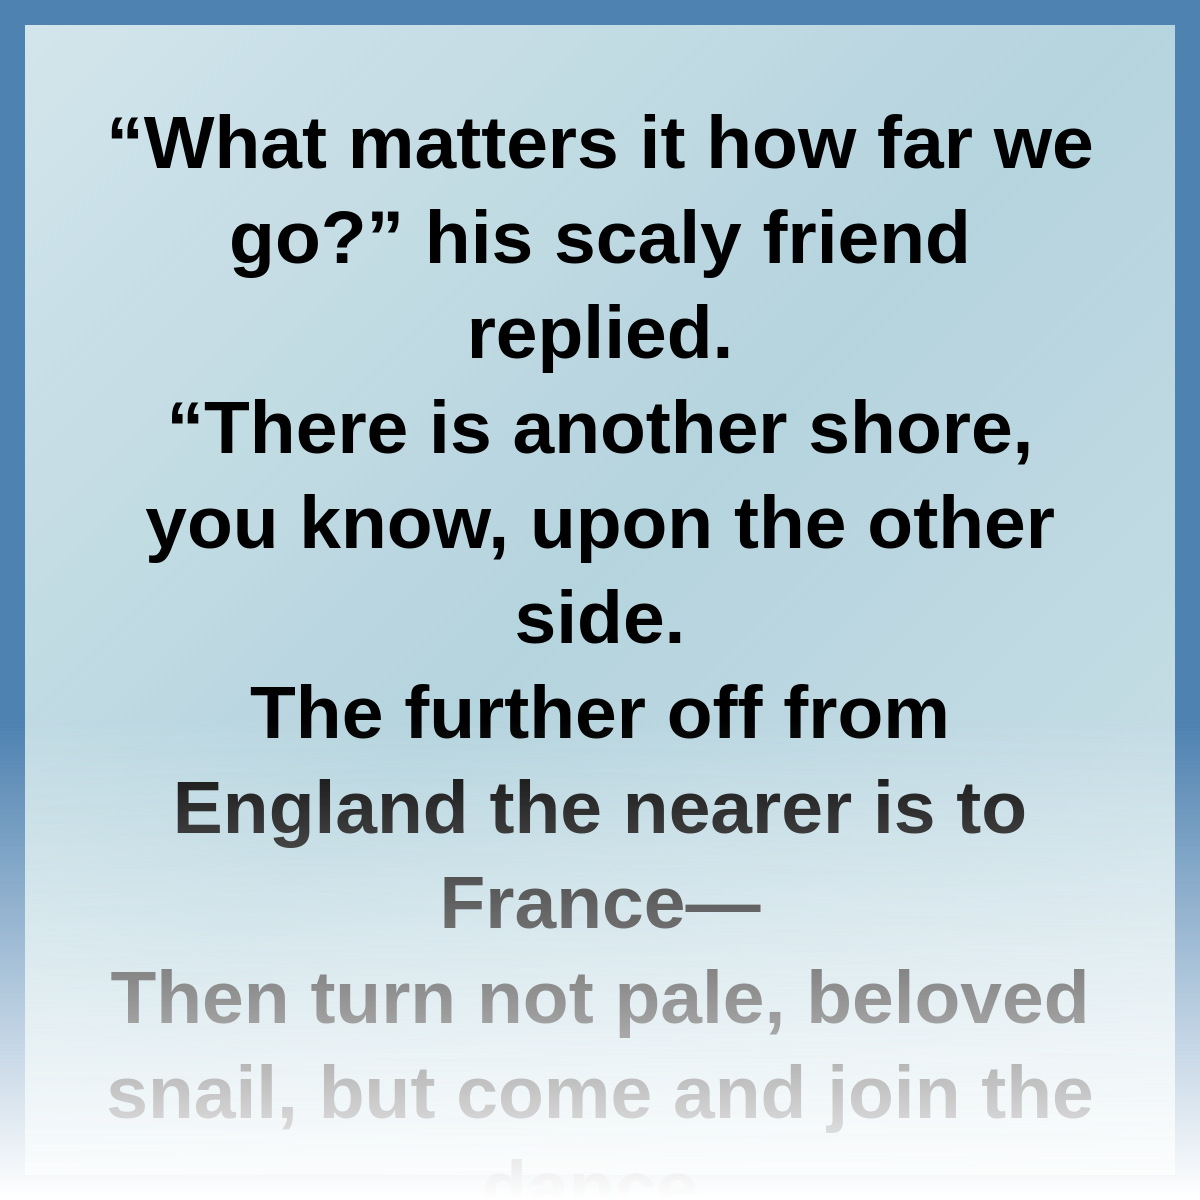 “What matters it how far we
go?” his scaly friend
replied.
“There is another shore,
you know, upon the other
side.
The further off from
England the nearer is to
France—
Then turn not pale, beloved
snail, but come and join the
dance.